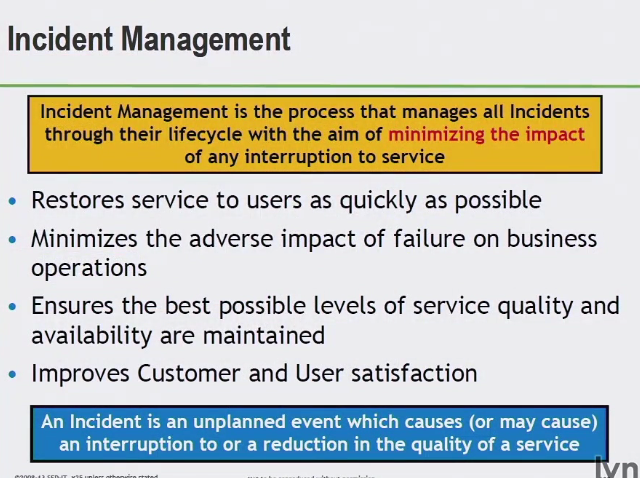 Incident Management
Incident Management is the process that manages all Incidents
through their lifecycle with the aim of minimizing the impact
of any interruption to service
• Restores service to users as quickly as possible
• Minimizes the adverse impact of failure on business
operations
• Ensures the best possible levels of service quality and
availability are maintained
• Improves Customer and User satisfaction
An Incident is an unplanned event which causes (or may cause)
an interruption to or a reduction in the quality of a service
unless otherwise stated
lyn